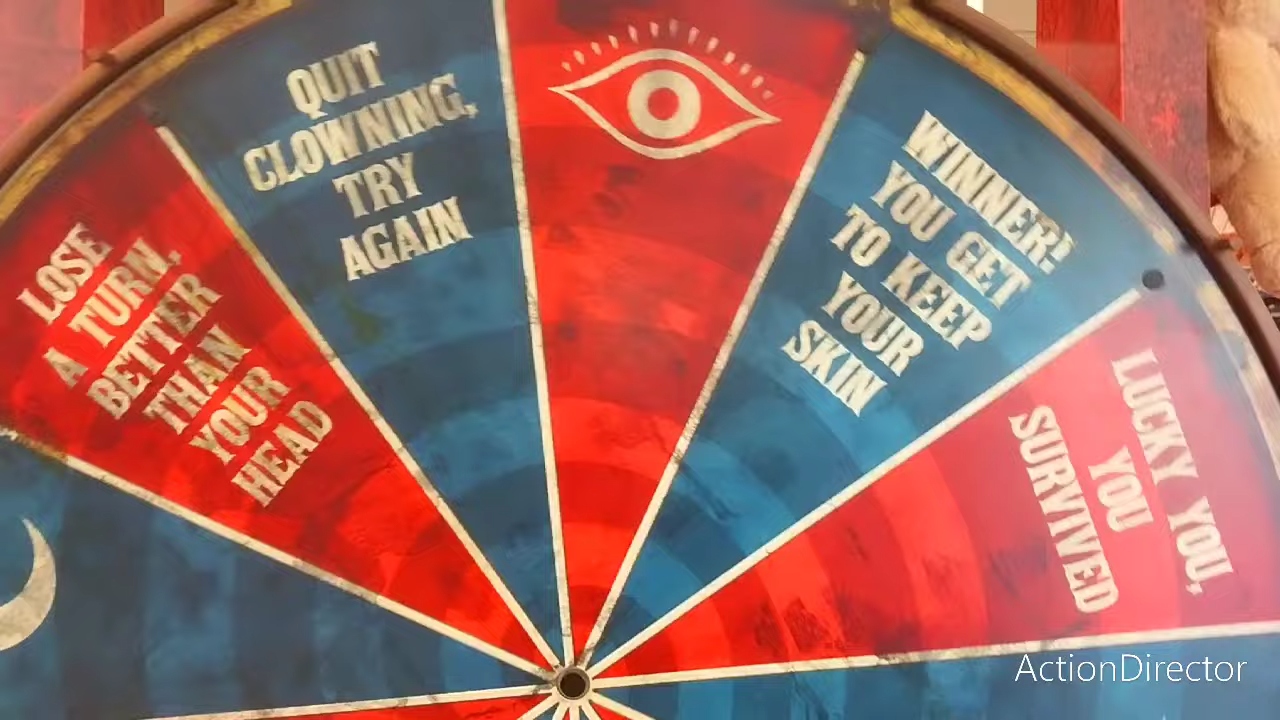 LOSE
A TURN.
BETTER
THAN
YOUR
HEAD
QUIT
CLOWNING,
TRY
AGAIN
WINNER!
YOU GET
TO KEEP
YOUR
SKIN
LUCKY YOU,
YOU
SURVIVED
ActionDirector